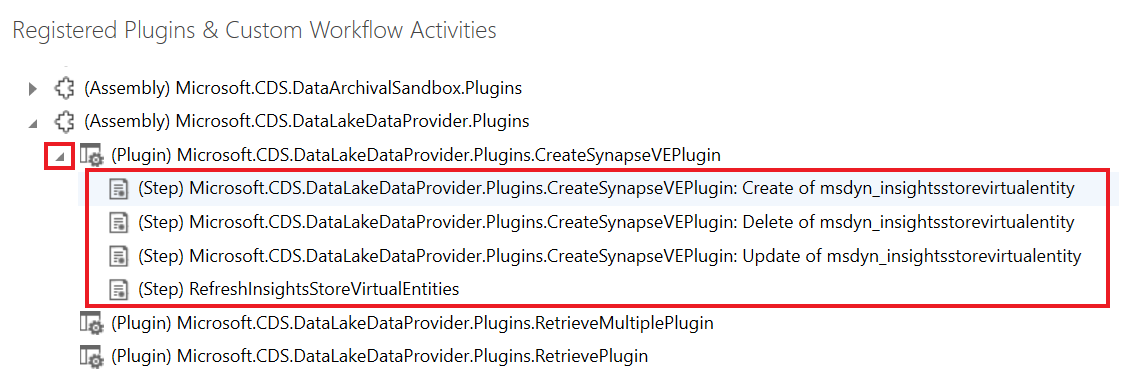 Registered Plugins & Custom Workflow Activities
(Assembly) Microsoft.CDS.DataArchivalSandbox.Plugins
(Assembly) Microsoft.CDS.DataLakeDataProvider.Plugins
(Plugin) Microsoft.CDS.DataLakeDataProvider.Plugins.CreateSynapseVEPlugin
(Step) Microsoft.CDS.DataLakeDataProvider.Plugins.CreateSynapseVEPlugin: Create of msdyn_insightsstorevirtualentity
(Step) Microsoft.CDS.DataLakeDataProvider.Plugins.CreateSynapseVEPlugin: Delete of msdyn_insightsstorevirtualentity
(Step) Microsoft.CDS.DataLakeDataProvider.Plugins.CreateSynapseVEPlugin: Update of msdyn_insightsstorevirtualentity
(Step) RefreshInsightsStoreVirtualEntities
(Plugin) Microsoft.CDS.DataLakeDataProvider.Plugins.RetrieveMultiplePlugin
(Plugin) Microsoft.CDS.DataLakeDataProvider.Plugins.RetrievePlugin